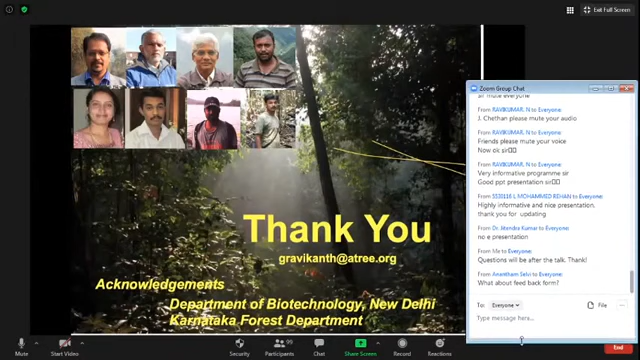 Exit Full Screen
Zoom Group Chat
sir mute everyone
From RAVIKUMAR. N to Everyone:
J. Chethan please mute your audio
From RAVIKUMAR. N to Everyone:
Friends please mute your voice
Now ok sir
From RAVIKUMAR. N to Everyone:
Very informative programme sir
Good ppt presentation sir
From S520118 L MOHAMMED REHAN to Everyone:
Highly informative and nice presentation,
thank you for updating
From Dr. Jitendra Kumar to Everyone:
no e presentation
From Me to Everyone:
Questions will be after the talk. Thank!
From Anantham Selvi to Everyone:
What about feed back form?
To: Everyone
File
Type message here...
Thank You
gravikanth@atree.org
Acknowledgements
Department of Biotechnology, New Delhi
Karnataka Forest Department
Mute
Start Video
Security
Participants
99
Chat
Share Screen
Record
Reactions
End